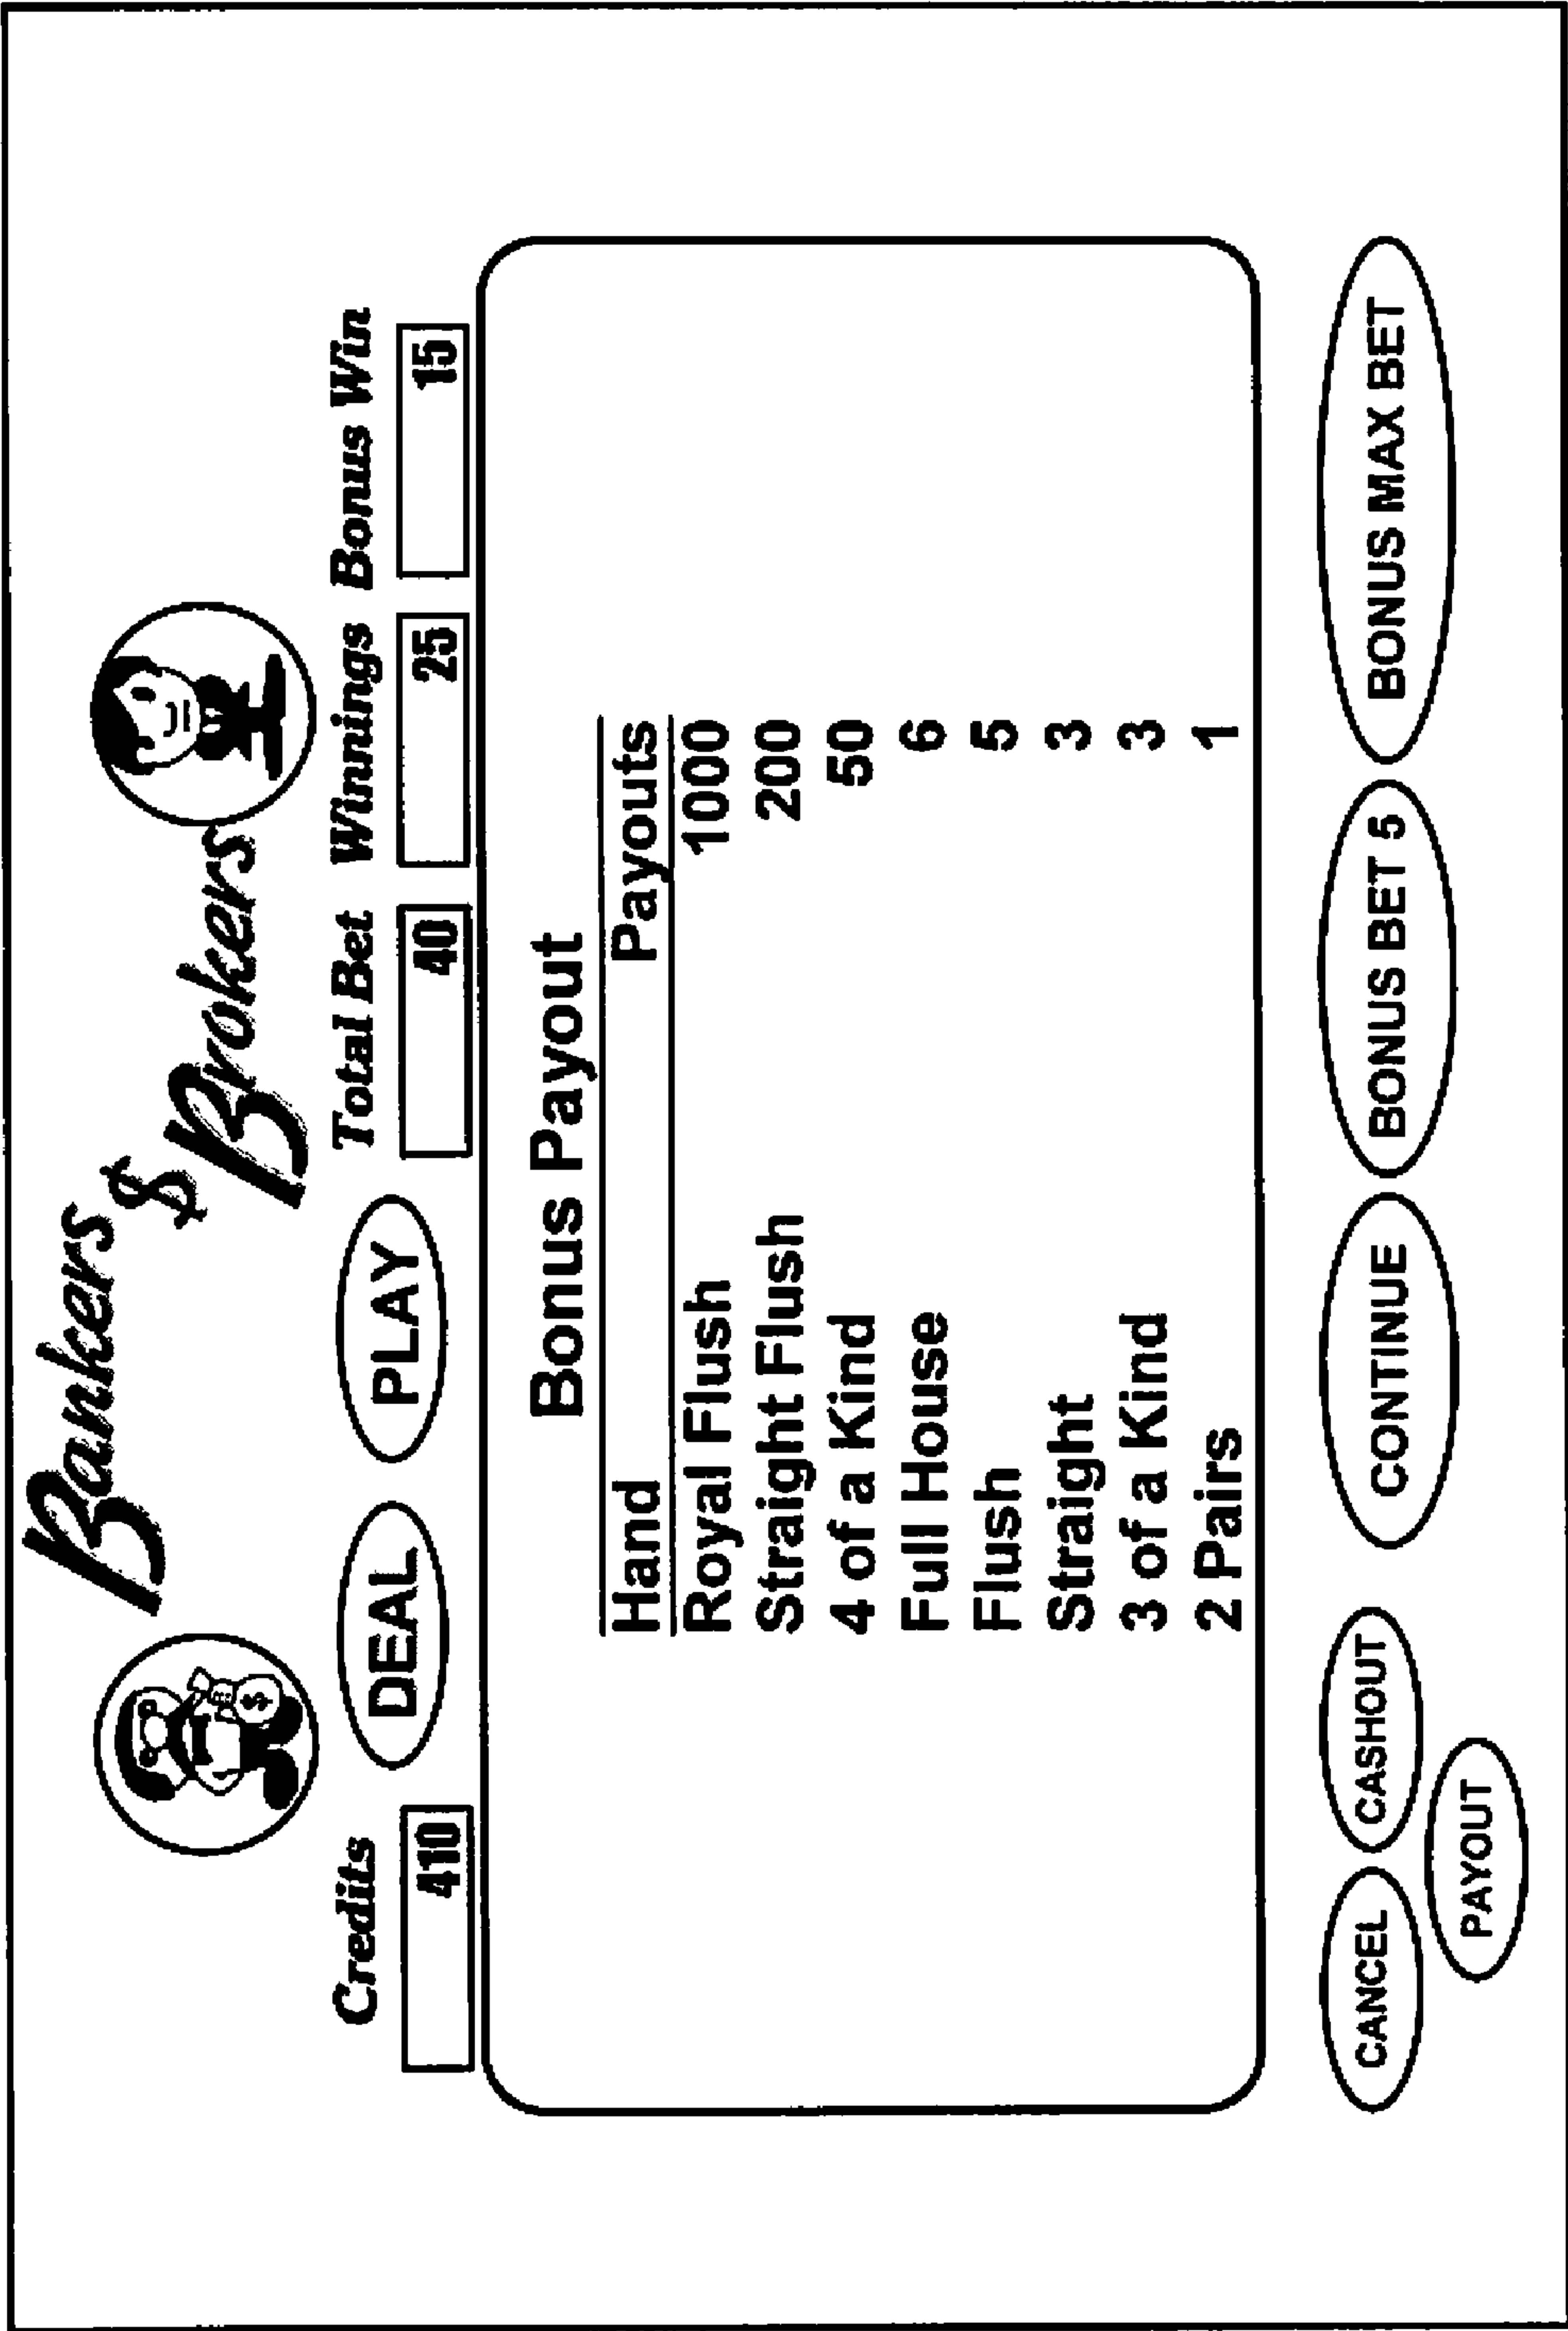 Bankers
&
Brokers
Credits DEAL PLAY Total Bet Winnings Bonus Win
410 40 25 15
$
Bonus Payout
Hand Payouts
Royal Flush 1000
Straight Flush 200
4 of a Kind 50
Full House 6
Flush 5
Straight 3
3 of a Kind 3
2 Pairs 1
CANCEL CASHOUT CONTINUE BONUS BET 5 BONUS MAX BET
PAYOUT